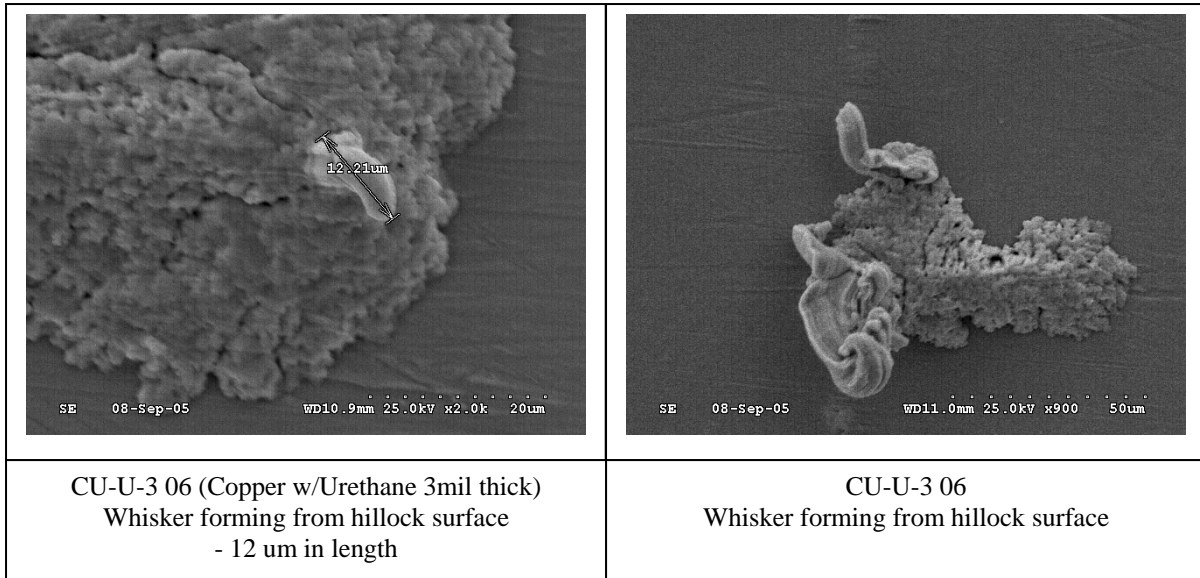 12.21um
SE 08-Sep-05 WD10.9mm 25.0kV x2.0k 20um
SE 08-Sep-05 WD11.0mm 25.0kV x900 50um
CU-U-3 06 (Copper w/Urethane 3mil thick)
Whisker forming from hillock surface
- 12 um in length
CU-U-3 06
Whisker forming from hillock surface